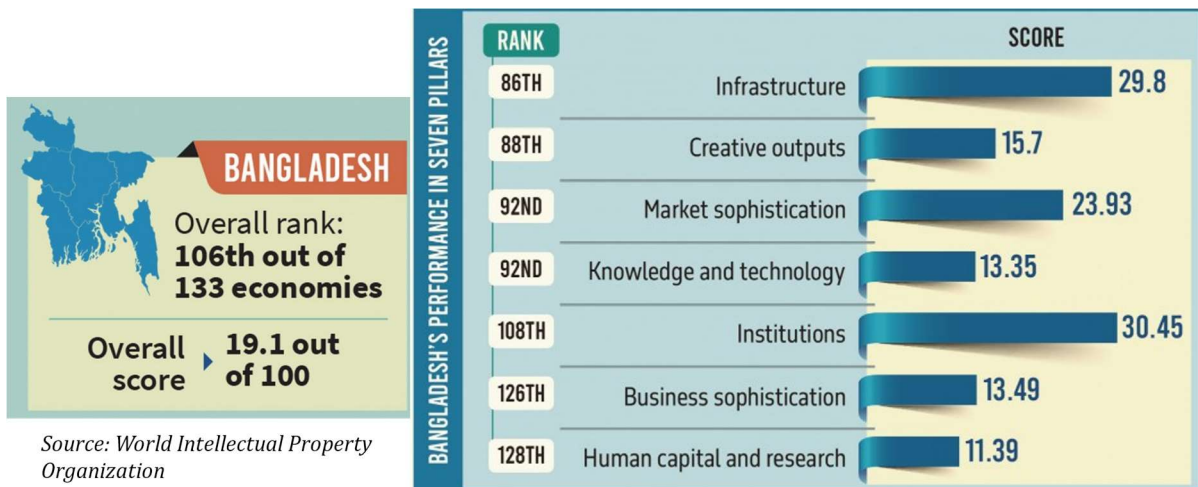 BANGLADESH
Overall rank:
106th out of
133 economies
Overall
score
19.1 out
of 100
Source: World Intellectual Property
Organization
BANGLADESH'S PERFORMANCE IN SEVEN PILLARS
RANK SCORE
86TH Infrastructure 29.8
88TH Creative outputs 15.7
92ND Market sophistication 23.93
92ND Knowledge and technology 13.35
108TH Institutions 30.45
126TH Business sophistication 13.49
128TH Human capital and research 11.39